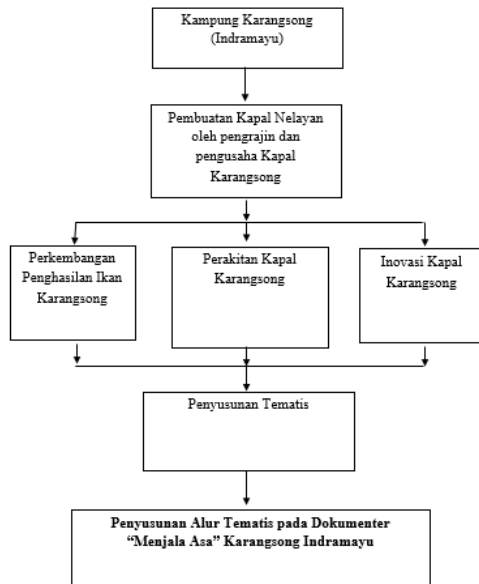 Kampung Karangsong
(Indramayu)
Pembuatan Kapal Nelayan
oleh pengrajin dan
pengusaha Kapal
Karangsong
Perkembangan
Penghasilan Ikan
Karangsong
Perakitan Kapal
Karangsong
Inovasi Kapal
Karangsong
Penyusunan Tematis
Penyusunan Alur Tematis pada Dokumenter
“Menjala Asa” Karangsong Indramayu